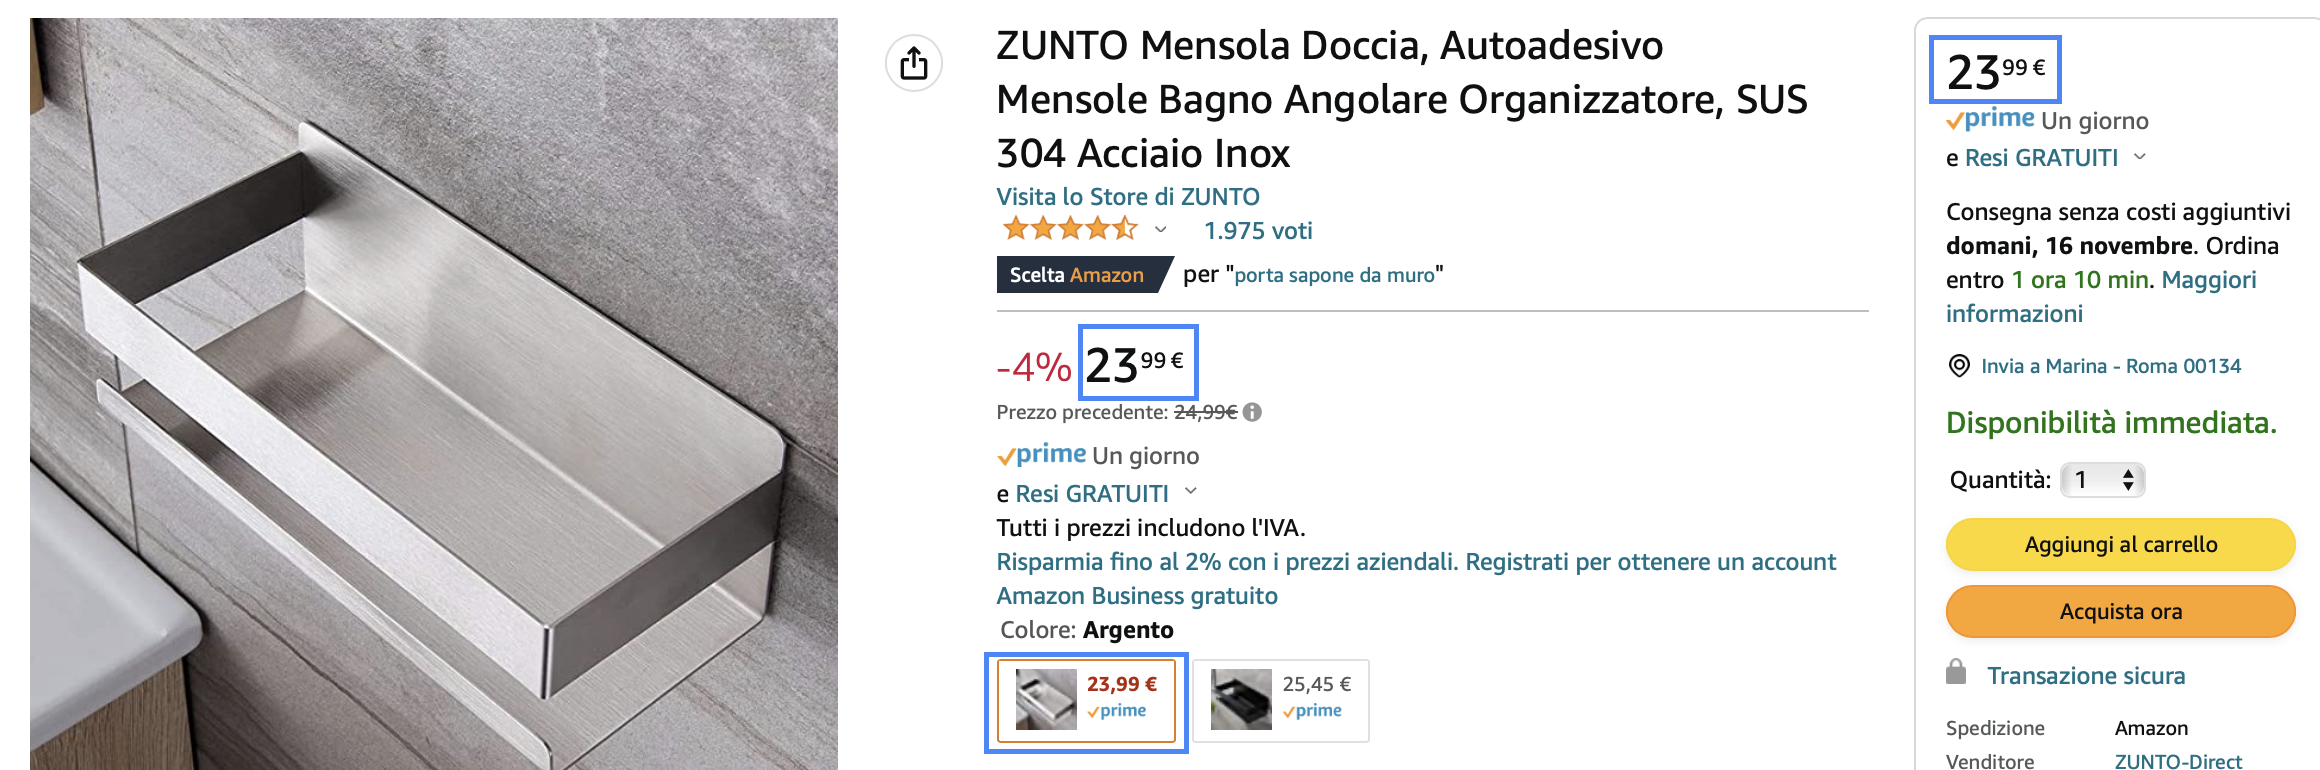 ZUNTO Mensola Doccia, Autoadesivo
Mensole Bagno Angolare Organizzatore, SUS
304 Acciaio Inox
Visita lo Store di ZUNTO
1.975 voti
Scelta Amazon per "porta sapone da muro"
-4% 23 99 €
Prezzo precedente: 24,99€
prime Un giorno
e Resi GRATUITI
Tutti i prezzi includono l'IVA.
Risparmia fino al 2% con i prezzi aziendali. Registrati per ottenere un account
Amazon Business gratuito
Colore: Argento
23,99 €
prime
25,45 €
prime
23 99 €
prime Un giorno
e Resi GRATUITI
Consegna senza costi aggiuntivi
domani, 16 novembre. Ordina
entro 1 ora 10 min. Maggiori
informazioni
Invia a Marina - Roma 00134
Disponibilità immediata.
Quantità: 1
Aggiungi al carrello
Acquista ora
Transazione sicura
Spedizione Amazon
Venditore ZUNTO-Direct